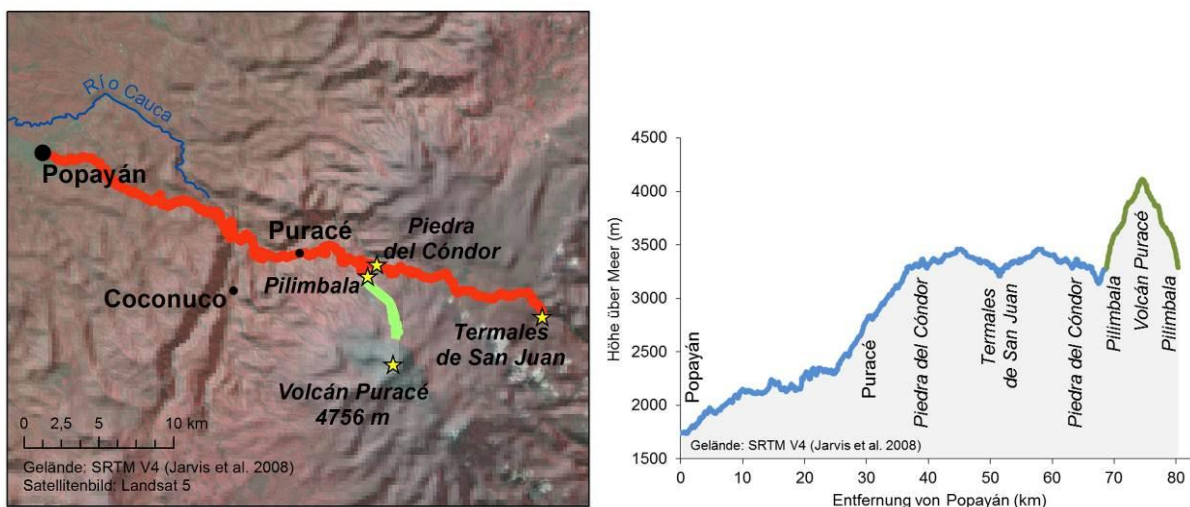 Río Cauca
Popayán
Puracé
Piedra
del Cóndor
Pilimbala
Coconuco
Termales
de San Juan
Volcán Puracé
4756 m
0 2,5 5 10 km
Gelände: SRTM V4 (Jarvis et al. 2008)
Satellitenbild: Landsat 5
Höhe über Meer (m)
4500
4000
3500
3000
2500
2000
1500
Popayán
Puracé
Piedra del Cóndor
Termales
de San Juan
Piedra del Cóndor
Pilimbala
Volcán Puracé
Pilimbala
Gelände: SRTM V4 (Jarvis et al. 2008)
0 10 20 30 40 50 60 70 80
Entfernung von Popayán (km)